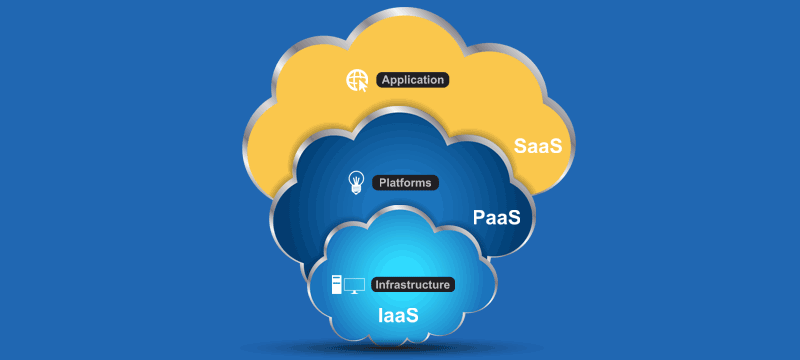 Application
SaaS
Platforms
PaaS
Infrastructure
IaaS